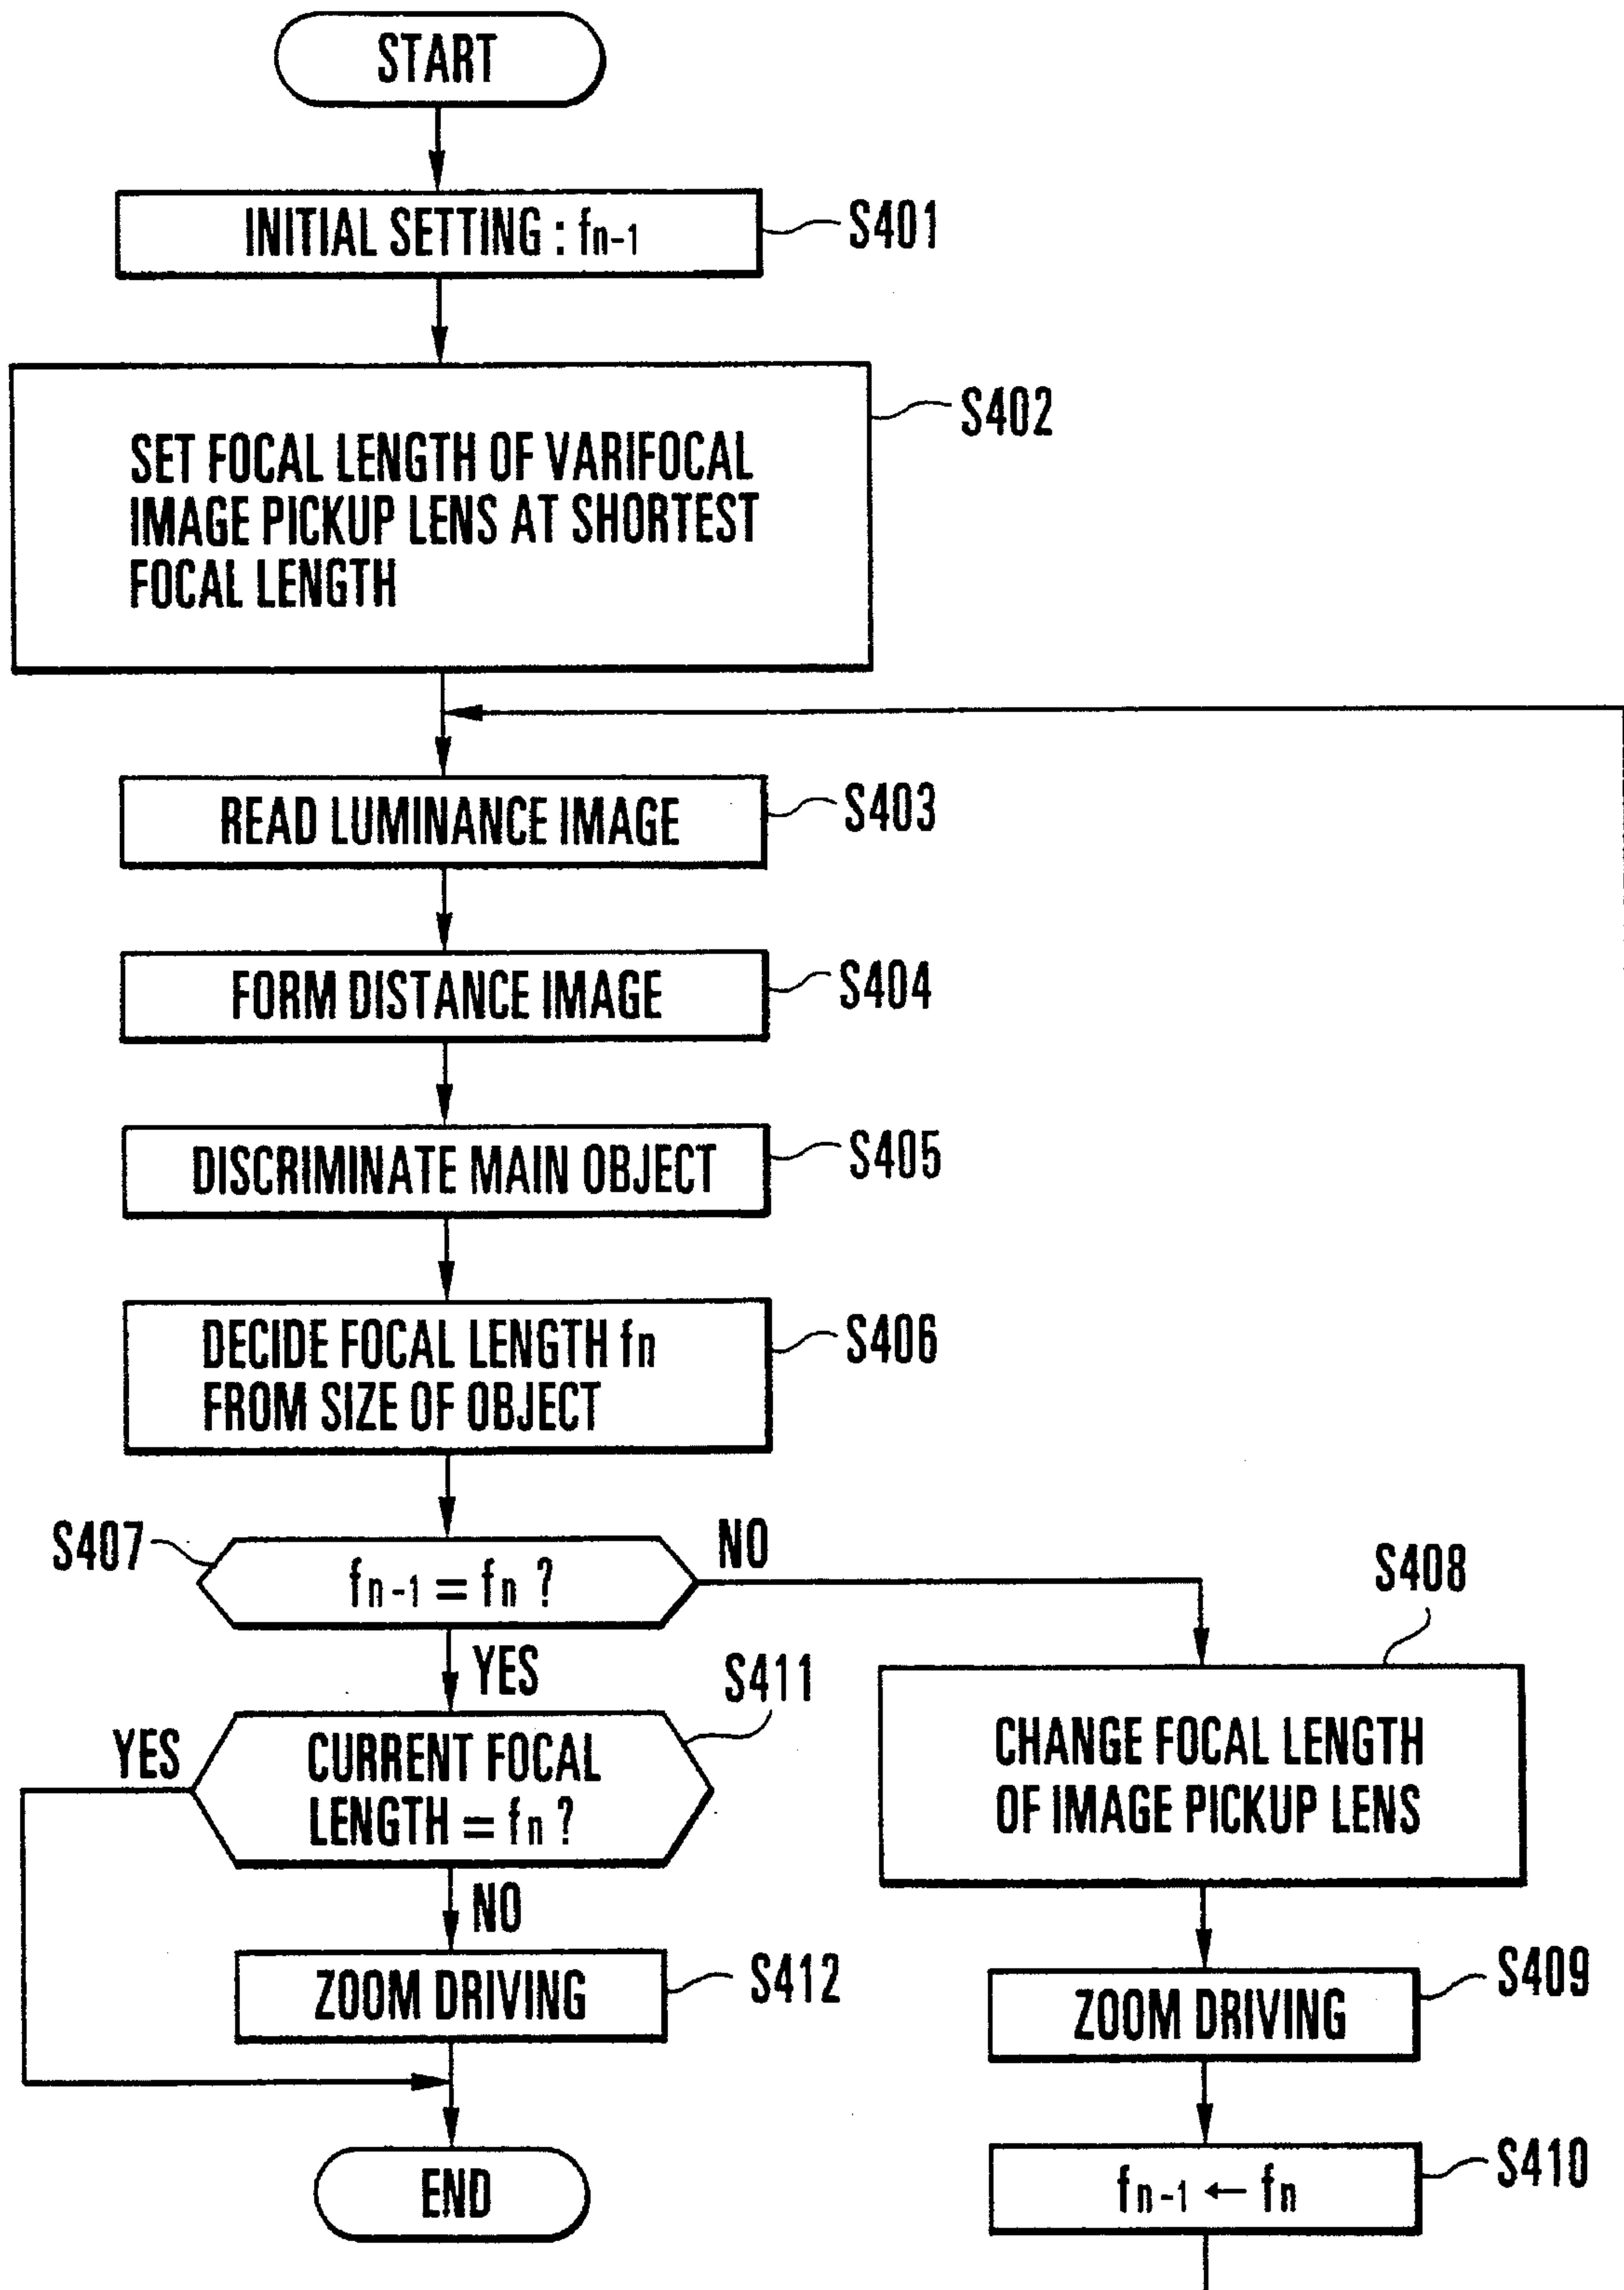 START
INITIAL SETTING : fn-1
S401
SET FOCAL LENGTH OF VARIFOCAL
IMAGE PICKUP LENS AT SHORTEST
FOCAL LENGTH
S402
READ LUMINANCE IMAGE
S403
FORM DISTANCE IMAGE
S404
DISCRIMINATE MAIN OBJECT
S405
DECIDE FOCAL LENGTH fn
FROM SIZE OF OBJECT
S406
S407
fn-1 = fn ?
NO
YES
S408
CHANGE FOCAL LENGTH
OF IMAGE PICKUP LENS
S411
YES
CURRENT FOCAL
LENGTH = fn ?
NO
ZOOM DRIVING
S412
ZOOM DRIVING
S409
fn-1 ← fn
S410
END